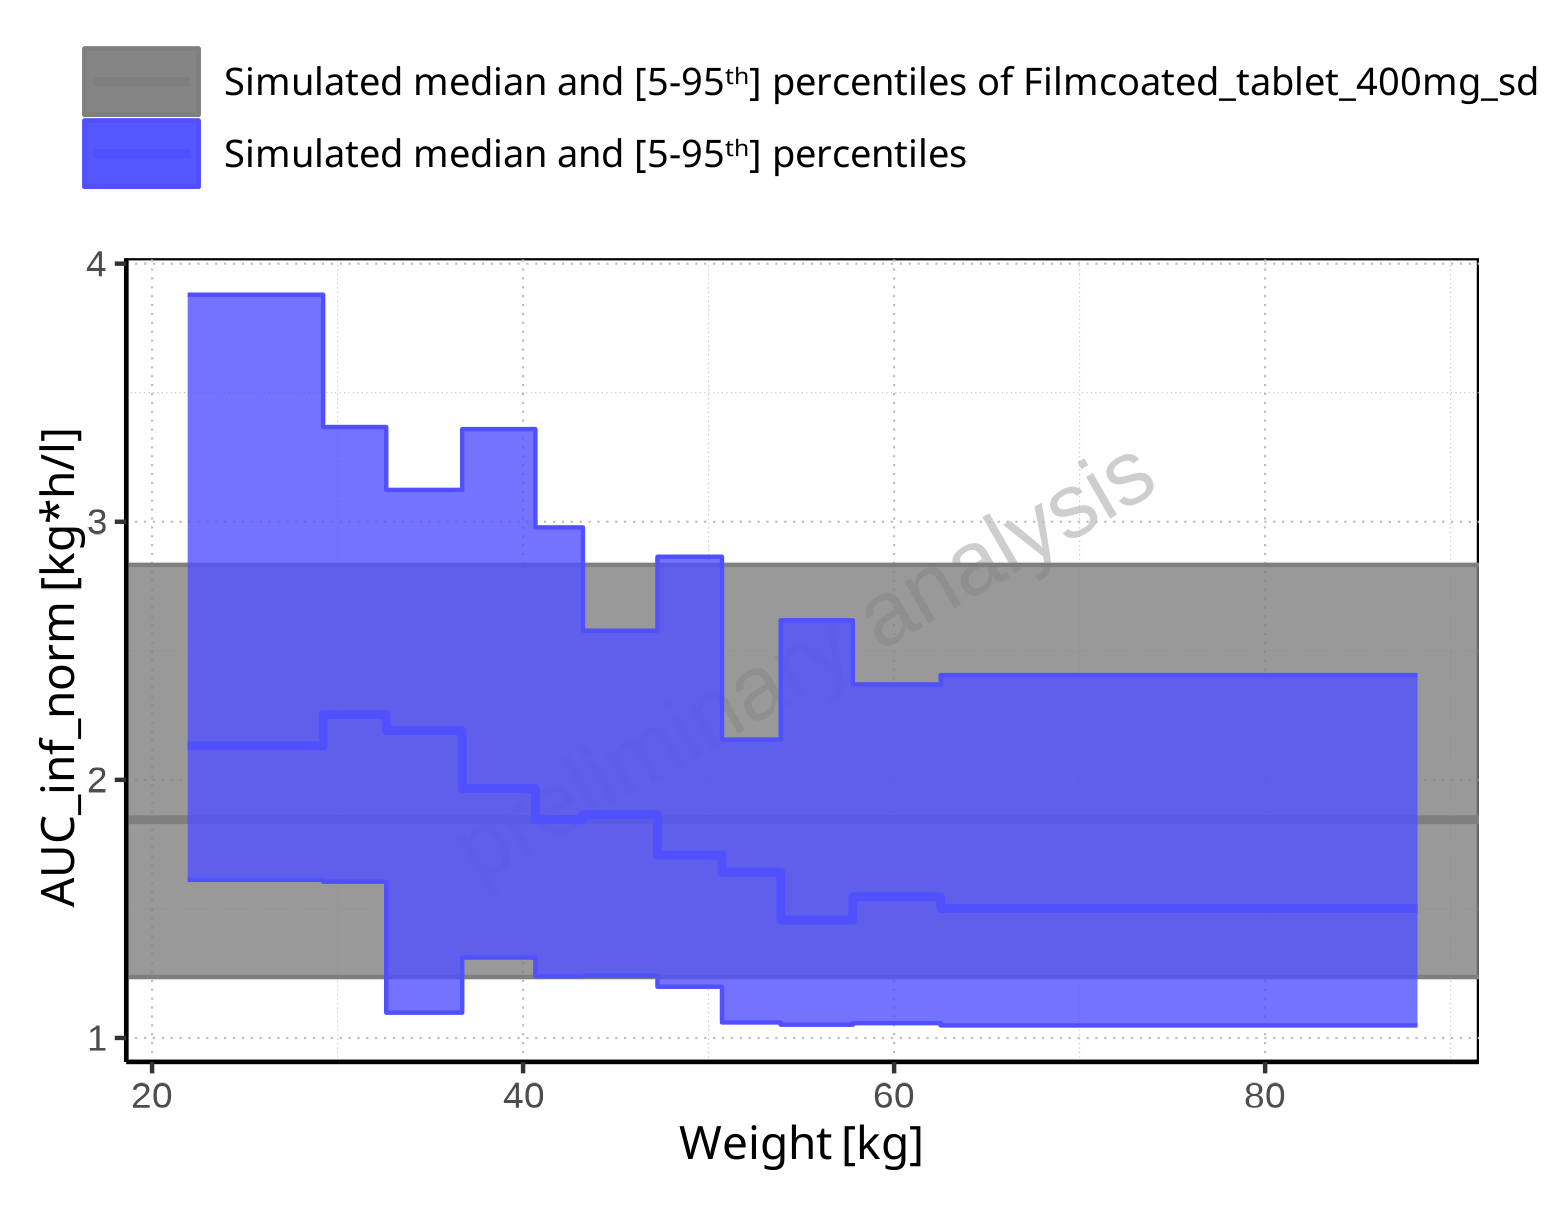 Simulated median and [5-95ᵗʰ] percentiles of Filmcoated_tablet_400mg_sd
Simulated median and [5-95ᵗʰ] percentiles
AUC_inf_norm [kg*h/l]
4
3
2
1
preliminary analysis
20 40 60 80
Weight [kg]